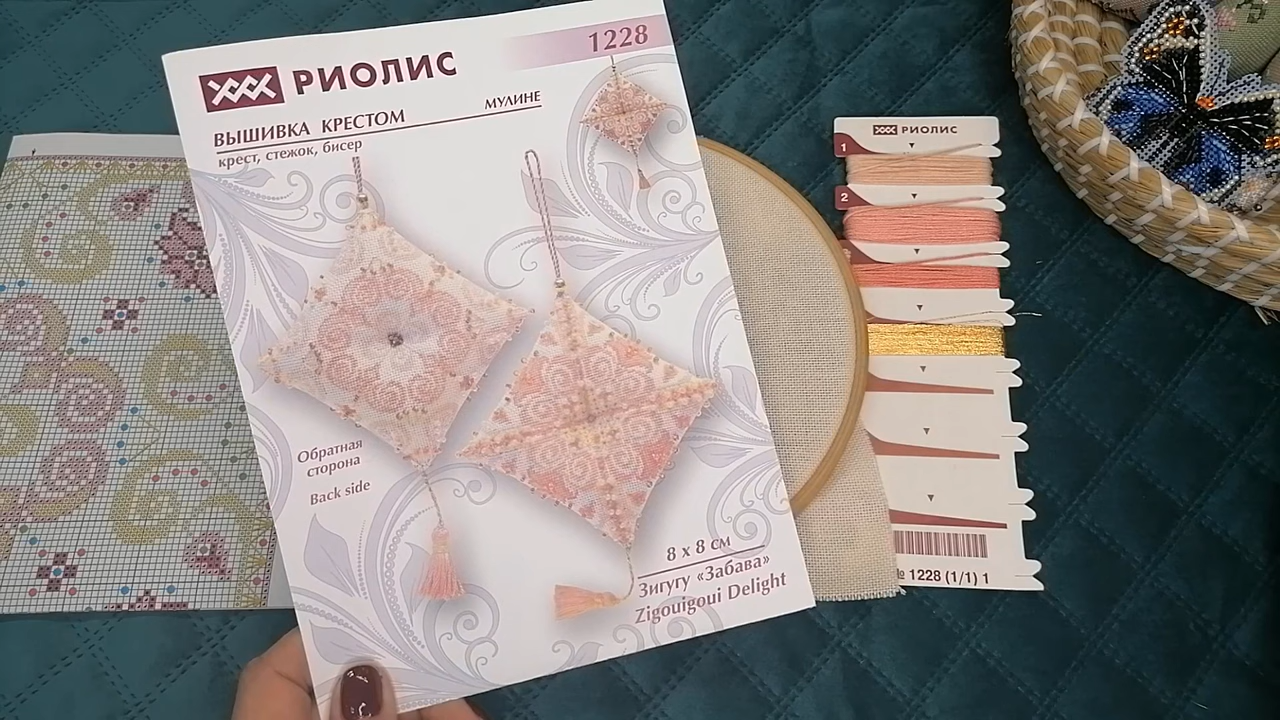 1228
РИОЛИС
ВЫШИВКА КРЕСТОМ
МУЛИНЕ
крест, стежок, бисер
Обратная
сторона
Back side
8 x 8 см
Зигугу «Забава»
Zigouigoui Delight
РИОЛИС
1
2
№ 1228 (1/1) 1